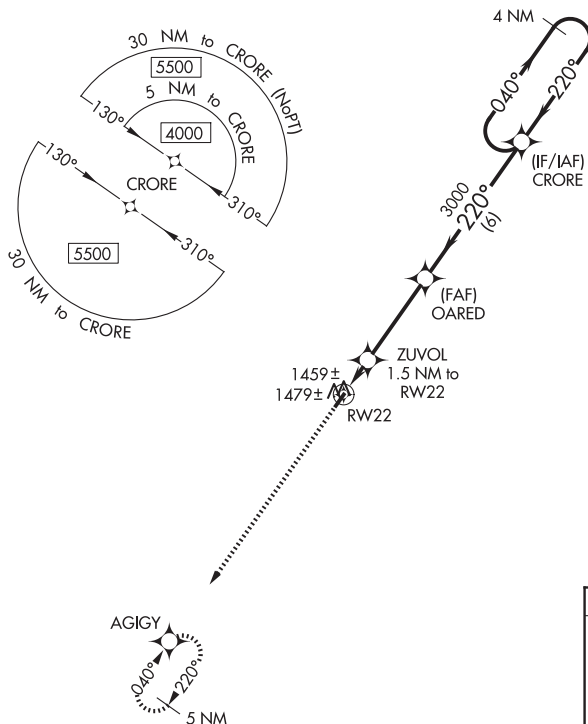 30 NM to CRORE (NoPT)
5500
5 NM to CRORE
4000
130°
310°
CRORE
130°
310°
5500
30 NM to CRORE
4 NM
040°
220°
(IF/IAF)
CRORE
3000
220°
(6)
(FAF)
OARED
ZUVOL
1.5 NM to
RW22
1459±
1479±
RW22
AGIGY
040°
220°
5 NM